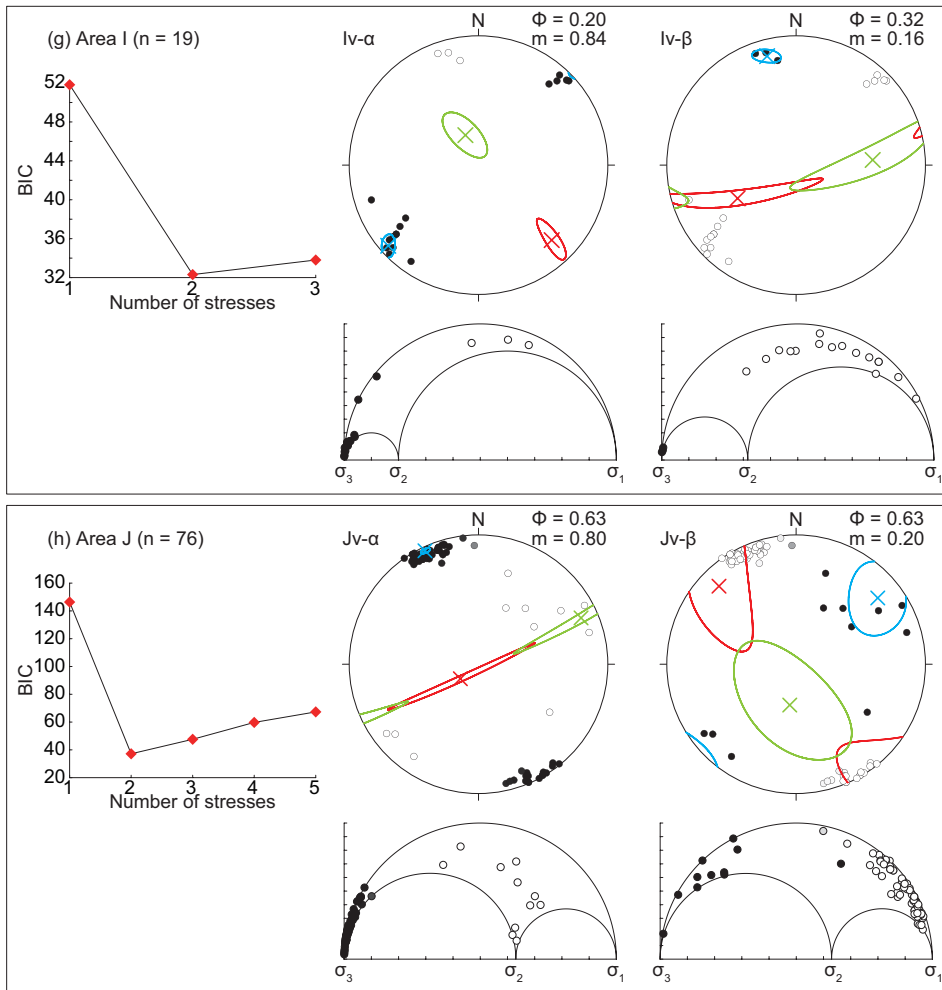 (g) Area I (n = 19)
BIC
52
48
44
40
36
32
1
2
3
Number of stresses
Iv-α
N
Φ = 0.20
m = 0.84
σ3
σ2
σ1
Iv-β
N
Φ = 0.32
m = 0.16
σ3
σ2
σ1
(h) Area J (n = 76)
BIC
160
140
120
100
80
60
40
20
1
2
3
4
5
Number of stresses
Jv-α
N
Φ = 0.63
m = 0.80
σ3
σ2
σ1
Jv-β
N
Φ = 0.63
m = 0.20
σ3
σ2
σ1